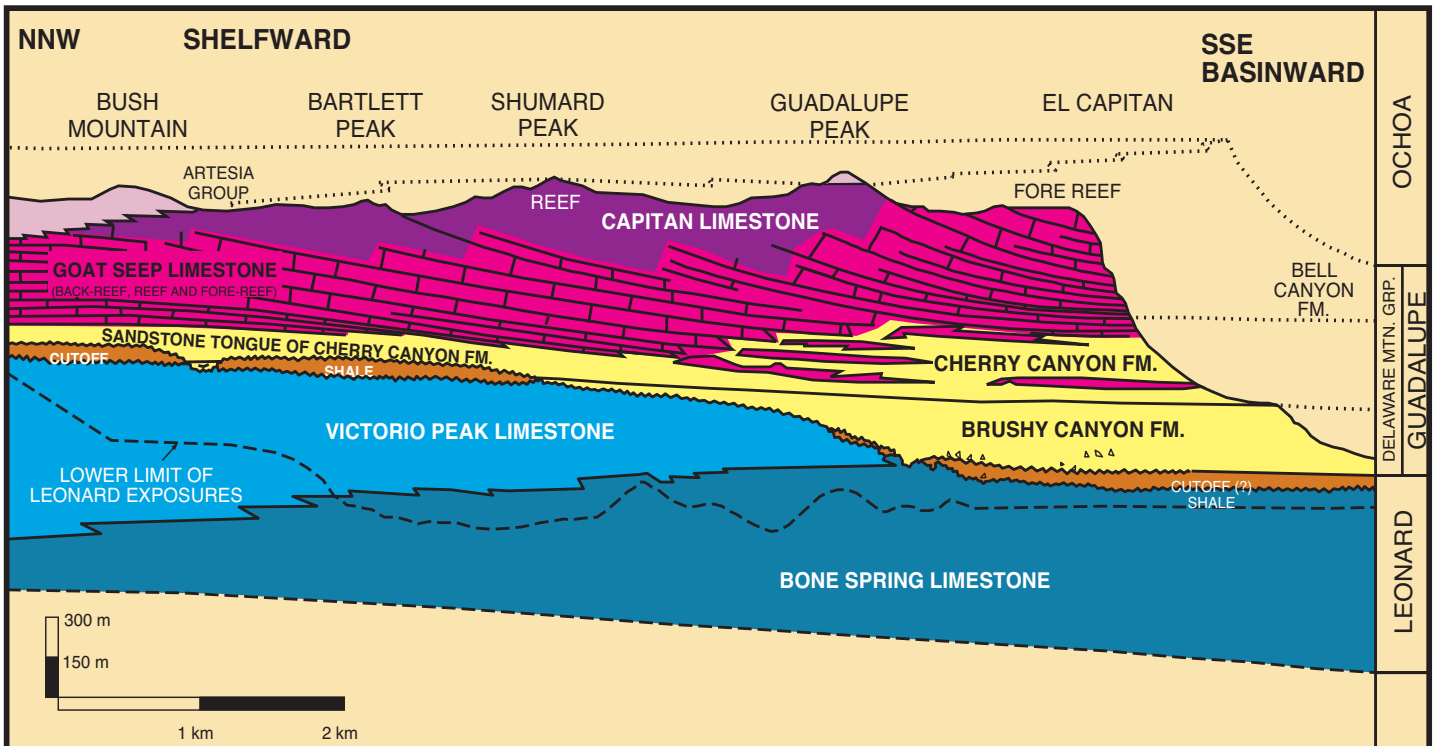 NNW
SHELFWARD
SSE
BASINWARD
BUSH
MOUNTAIN
BARTLETT
PEAK
SHUMARD
PEAK
GUADALUPE
PEAK
EL CAPITAN
OCHOA
ARTESIA
GROUP
REEF
FORE REEF
CAPITAN LIMESTONE
GOAT SEEP LIMESTONE
(BACK-REEF, REEF AND FORE-REEF)
BELL
CANYON
FM.
DELAWARE MTN. GRP.
GUADALUPE
SANDSTONE TONGUE OF CHERRY CANYON FM.
CUTOFF
SHALE
CHERRY CANYON FM.
VICTORIO PEAK LIMESTONE
BRUSHY CANYON FM.
LOWER LIMIT OF
LEONARD EXPOSURES
CUTOFF (?)
SHALE
LEONARD
BONE SPRING LIMESTONE
300 m
150 m
1 km
2 km